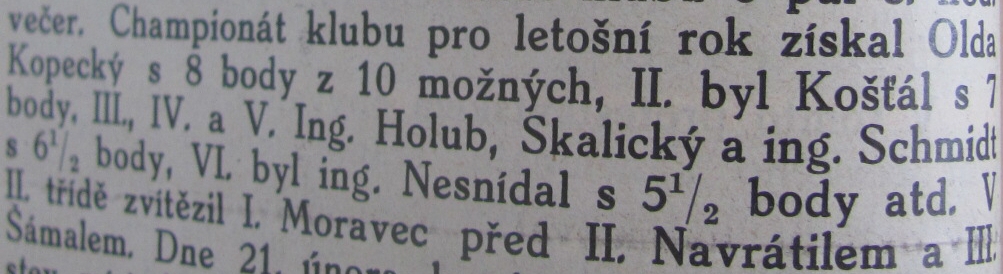 večer. Championát klubu pro letošní rok získal Olda
Kopecký s 8 body z 10 možných, II. byl Košťál s 7
body, III., IV. a V. Ing. Holub, Skalický a ing. Schmidt
s 6¹/₂ body, VI. byl ing. Nesnídal s 5¹/₂ body atd. V
II. třídě zvítězil I. Moravec před II. Navrátilem a III.
Šámalem. Dne 21. února